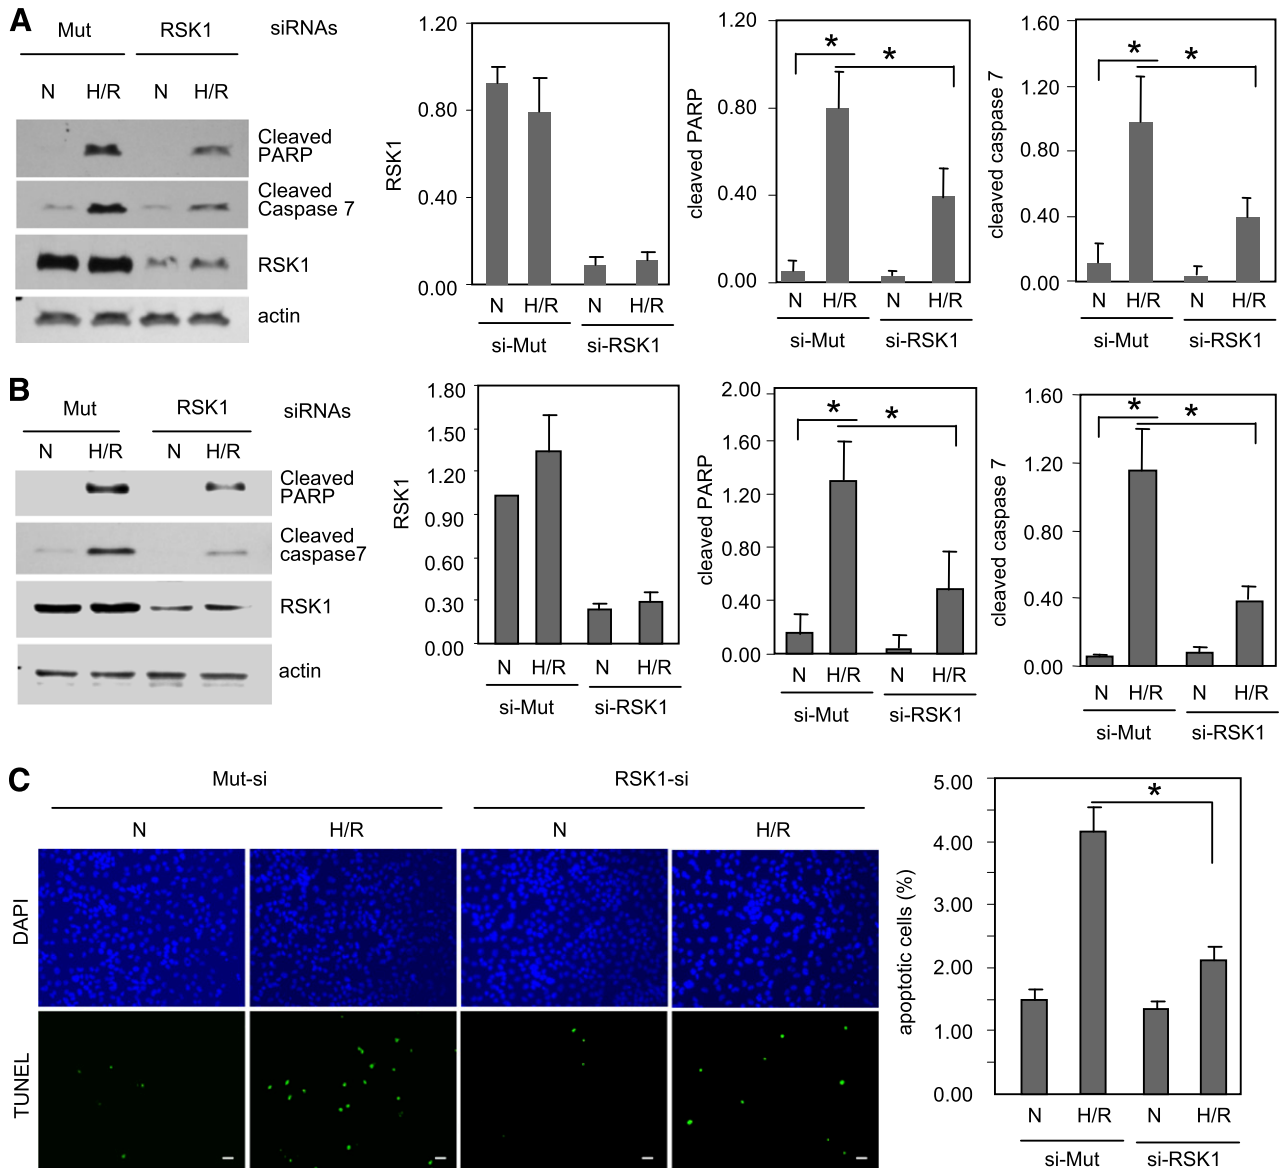 A
Mut RSK1 siRNAs
N H/R N H/R
Cleaved
PARP
Cleaved
Caspase 7
RSK1
actin
RSK1
1.20
0.80
0.40
0.00
N H/R N H/R
si-Mut si-RSK1
cleaved PARP
1.20
0.80
0.40
0.00
* *
N H/R N H/R
si-Mut si-RSK1
cleaved caspase 7
1.60
1.20
0.80
0.40
0.00
* *
N H/R N H/R
si-Mut si-RSK1
B
Mut RSK1 siRNAs
N H/R N H/R
Cleaved
PARP
Cleaved
caspase7
RSK1
actin
RSK1
1.80
1.50
1.20
0.90
0.60
0.30
0.00
N H/R N H/R
si-Mut si-RSK1
cleaved PARP
2.00
1.60
1.20
0.80
0.40
0.00
* *
N H/R N H/R
si-Mut si-RSK1
cleaved caspase 7
1.60
1.20
0.80
0.40
0.00
* *
N H/R N H/R
si-Mut si-RSK1
C
Mut-si RSK1-si
N H/R N H/R
DAPI
TUNEL
apoptotic cells (%)
5.00
4.00
3.00
2.00
1.00
0.00
*
N H/R N H/R
si-Mut si-RSK1